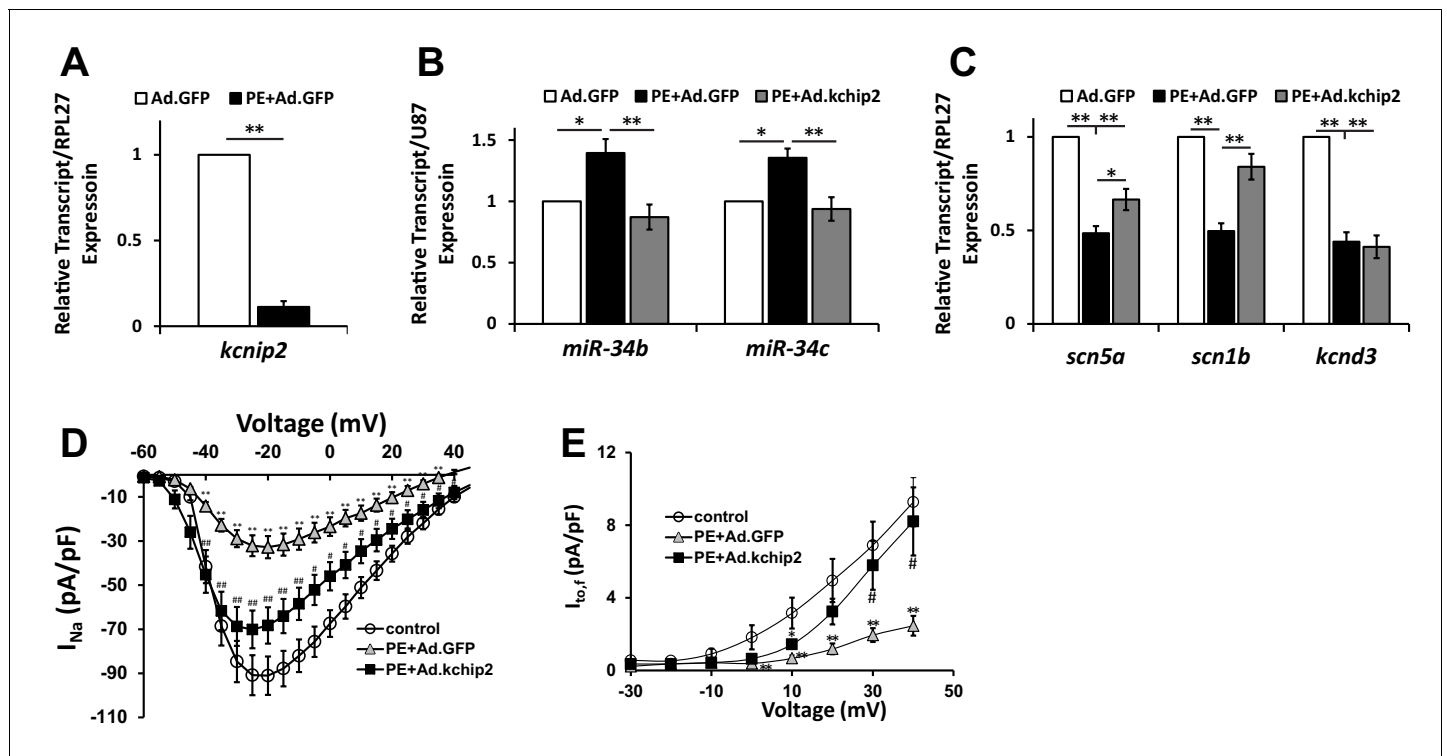 A
Ad.GFP PE+Ad.GFP
Relative Transcript/RPL27
Expressoin
**
1
0.5
0
kcnip2
B
Ad.GFP PE+Ad.GFP PE+Ad.kchip2
Relative Transcript/U87
Expressoin
* ** * **
1.5
1
0.5
0
miR-34b miR-34c
C
Ad.GFP PE+Ad.GFP PE+Ad.kchip2
Relative Transcript/RPL27
Expressoin
** ** ** ** **
**
*
1
0.5
0
scn5a scn1b kcnd3
D
Voltage (mV)
-60 -40 -20 0 20 40
INa (pA/pF)
-10
-30
-50
-70
-90
-110
control
PE+Ad.GFP
PE+Ad.kchip2
E
Ito,f (pA/pF)
12
8
4
0
control
PE+Ad.GFP
PE+Ad.kchip2
#
#
* ** ** **
** **
-30 -10 10 30 50
Voltage (mV)